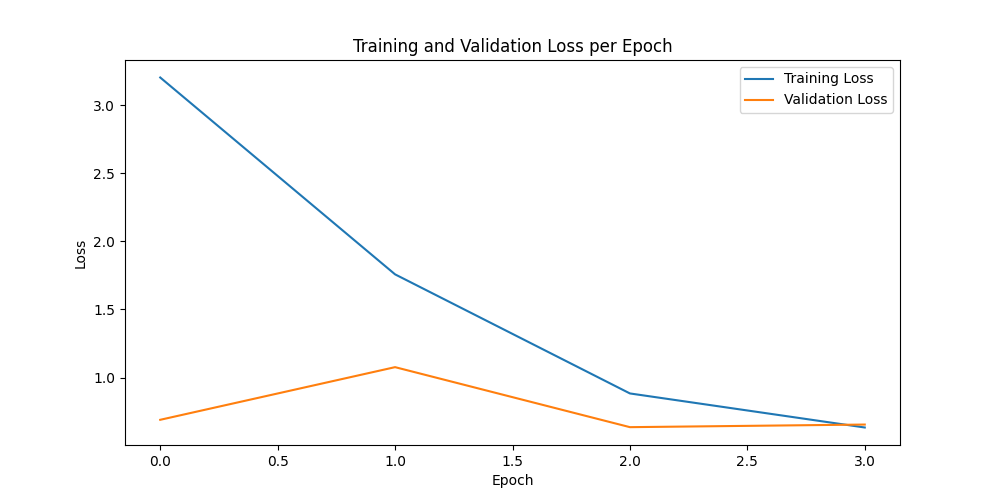 Training and Validation Loss per Epoch
Training Loss
Validation Loss
3.0
2.5
2.0
1.5
1.0
Loss
0.0 0.5 1.0 1.5 2.0 2.5 3.0
Epoch